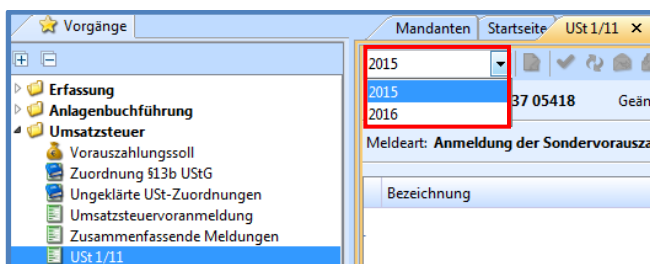 Vorgänge
Erfassung
Anlagenbuchführung
Umsatzsteuer
Vorauszahlungssoll
Zuordnung §13b UStG
Ungeklärte USt-Zuordnungen
Umsatzsteuervoranmeldung
Zusammenfassende Meldungen
USt 1/11
Mandanten Startseite USt 1/11
2015
2015
2016
37 05418 Geän
Meldeart: Anmeldung der Sondervorausza
Bezeichnung